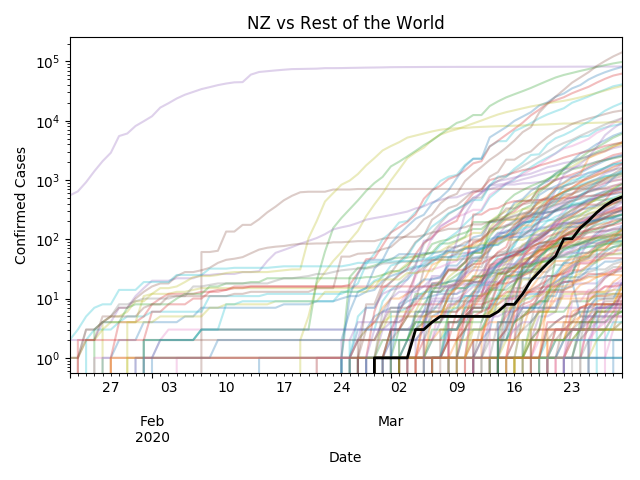 NZ vs Rest of the World
Confirmed Cases
10⁵
10⁴
10³
10²
10¹
10⁰
27 03 10 17 24 02 09 16 23
Feb Mar
2020
Date